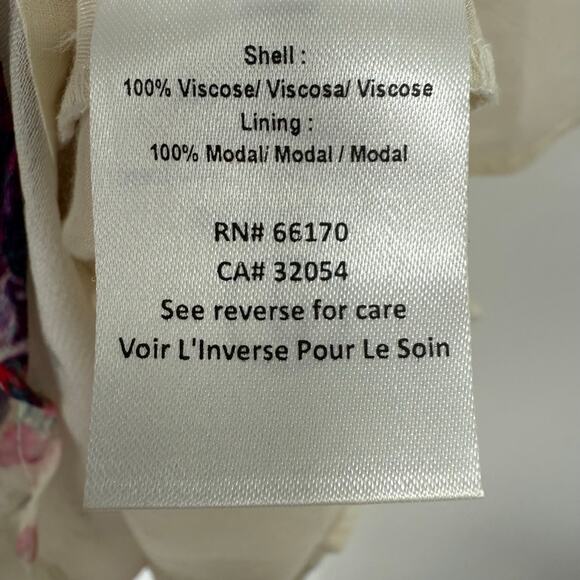 Shell :
100% Viscose/ Viscosa/ Viscose
Lining :
100% Modal/ Modal / Modal
RN# 66170
CA# 32054
See reverse for care
Voir L'Inverse Pour Le Soin